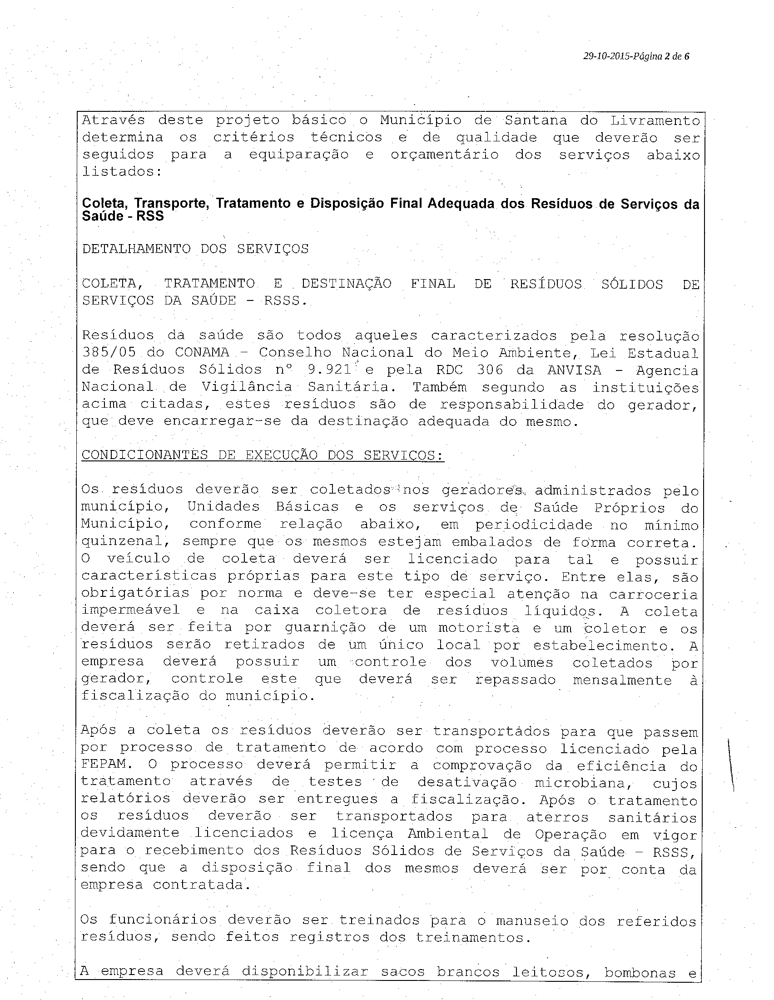 29-10-2015-Página 2 de 6
Através deste projeto básico o Município de Santana do Livramento
determina os critérios técnicos e de qualidade que deverão ser
seguidos para a equiparação e orçamentário dos serviços abaixo
listados:
Coleta, Transporte, Tratamento e Disposição Final Adequada dos Resíduos de Serviços da
Saúde - RSS
DETALHAMENTO DOS SERVIÇOS
COLETA, TRATAMENTO E DESTINAÇÃO FINAL DE RESÍDUOS SÓLIDOS DE
SERVIÇOS DA SAÚDE - RSSS.
Resíduos da saúde são todos aqueles caracterizados pela resolução
385/05 do CONAMA - Conselho Nacional do Meio Ambiente, Lei Estadual
de Resíduos Sólidos nº 9.921 e pela RDC 306 da ANVISA - Agencia
Nacional de Vigilância Sanitária. Também segundo as instituições
acima citadas, estes resíduos são de responsabilidade do gerador,
que deve encarregar-se da destinação adequada do mesmo.
CONDICIONANTES DE EXECUÇÃO DOS SERVIÇOS:
Os resíduos deverão ser coletados nos geradores administrados pelo
município, Unidades Básicas e os serviços de Saúde Próprios do
Município, conforme relação abaixo, em periodicidade no mínimo
quinzenal, sempre que os mesmos estejam embalados de forma correta.
O veículo de coleta deverá ser licenciado para tal e possuir
características próprias para este tipo de serviço. Entre elas, são
obrigatórias por norma e deve-se ter especial atenção na carroceria
impermeável e na caixa coletora de resíduos líquidos. A coleta
deverá ser feita por guarnição de um motorista e um coletor e os
resíduos serão retirados de um único local por estabelecimento. A
empresa deverá possuir um controle dos volumes coletados por
gerador, controle este que deverá ser repassado mensalmente à
fiscalização do município.
Após a coleta os resíduos deverão ser transportados para que passem
por processo de tratamento de acordo com processo licenciado pela
FEPAM. O processo deverá permitir a comprovação da eficiência do
tratamento através de testes de desativação microbiana, cujos
relatórios deverão ser entregues a fiscalização. Após o tratamento
os resíduos deverão ser transportados para aterros sanitários
devidamente licenciados e licença Ambiental de Operação em vigor
para o recebimento dos Resíduos Sólidos de Serviços da Saúde - RSSS,
sendo que a disposição final dos mesmos deverá ser por conta da
empresa contratada.
Os funcionários deverão ser treinados para o manuseio dos referidos
resíduos, sendo feitos registros dos treinamentos.
A empresa deverá disponibilizar sacos brancos leitosos, bombonas e